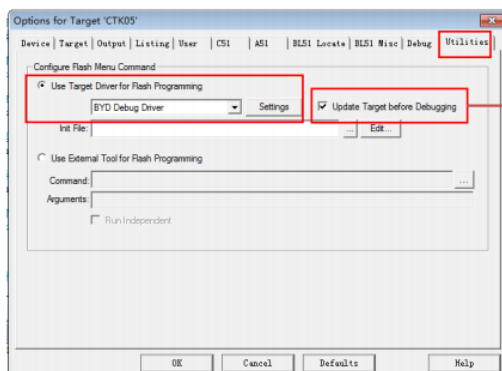 Options for Target 'CTK05'
Device | Target | Output | Listing | User | C51 | A51 | BL51 Locate | BL51 Misc | Debug | Utilities
Configure Flash Menu Command
Use Target Driver for Flash Programming
BYD Debug Driver Settings Update Target before Debugging
Init File: ... Edit...
Use External Tool for Flash Programming
Command: ...
Arguments:
Run Independent
OK Cancel Defaults Help